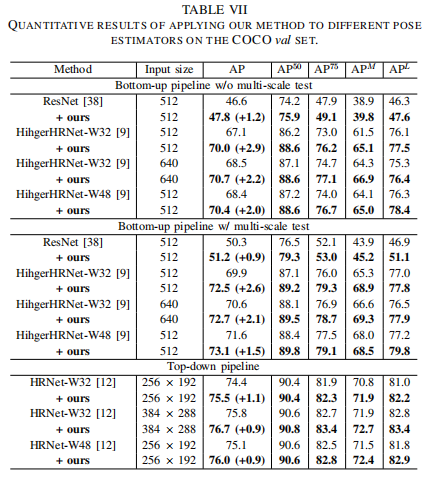 TABLE VII
QUANTITATIVE RESULTS OF APPLYING OUR METHOD TO DIFFERENT POSE
ESTIMATORS ON THE COCO val SET.
Method Input size AP AP50 AP75 APM APL
Bottom-up pipeline w/o multi-scale test
ResNet [38] 512 46.6 74.2 47.9 38.9 46.3
+ ours 512 47.8 (+1.2) 75.9 49.1 39.8 47.6
HihgerHRNet-W32 [9] 512 67.1 86.2 73.0 61.5 76.1
+ ours 512 70.0 (+2.9) 88.6 76.2 65.1 77.5
HihgerHRNet-W32 [9] 640 68.5 87.1 74.7 64.3 75.3
+ ours 640 70.7 (+2.2) 88.6 77.1 66.9 76.4
HihgerHRNet-W48 [9] 512 68.4 87.2 74.0 64.1 76.3
+ ours 512 70.4 (+2.0) 88.6 76.7 65.0 78.4
Bottom-up pipeline w/ multi-scale test
ResNet [38] 512 50.3 76.5 52.1 43.9 46.9
+ ours 512 51.2 (+0.9) 79.3 53.0 45.2 51.1
HihgerHRNet-W32 [9] 512 69.9 87.1 76.0 65.3 77.0
+ ours 512 72.5 (+2.6) 89.2 79.3 68.9 77.8
HihgerHRNet-W32 [9] 640 70.6 88.1 76.9 66.6 76.5
+ ours 640 72.7 (+2.1) 89.5 78.7 69.3 77.9
HihgerHRNet-W48 [9] 512 71.6 88.4 77.5 68.0 77.2
+ ours 512 73.1 (+1.5) 89.8 79.1 68.5 79.8
Top-down pipeline
HRNet-W32 [12] 256 × 192 74.4 90.4 81.9 70.8 81.0
+ ours 256 × 192 75.5 (+1.1) 90.4 82.3 71.9 82.2
HRNet-W32 [12] 384 × 288 75.8 90.6 82.7 71.9 82.8
+ ours 384 × 288 76.7 (+0.9) 90.8 83.4 72.7 83.4
HRNet-W48 [12] 256 × 192 75.1 90.6 82.5 71.5 81.8
+ ours 256 × 192 76.0 (+0.9) 90.6 82.8 72.4 82.9